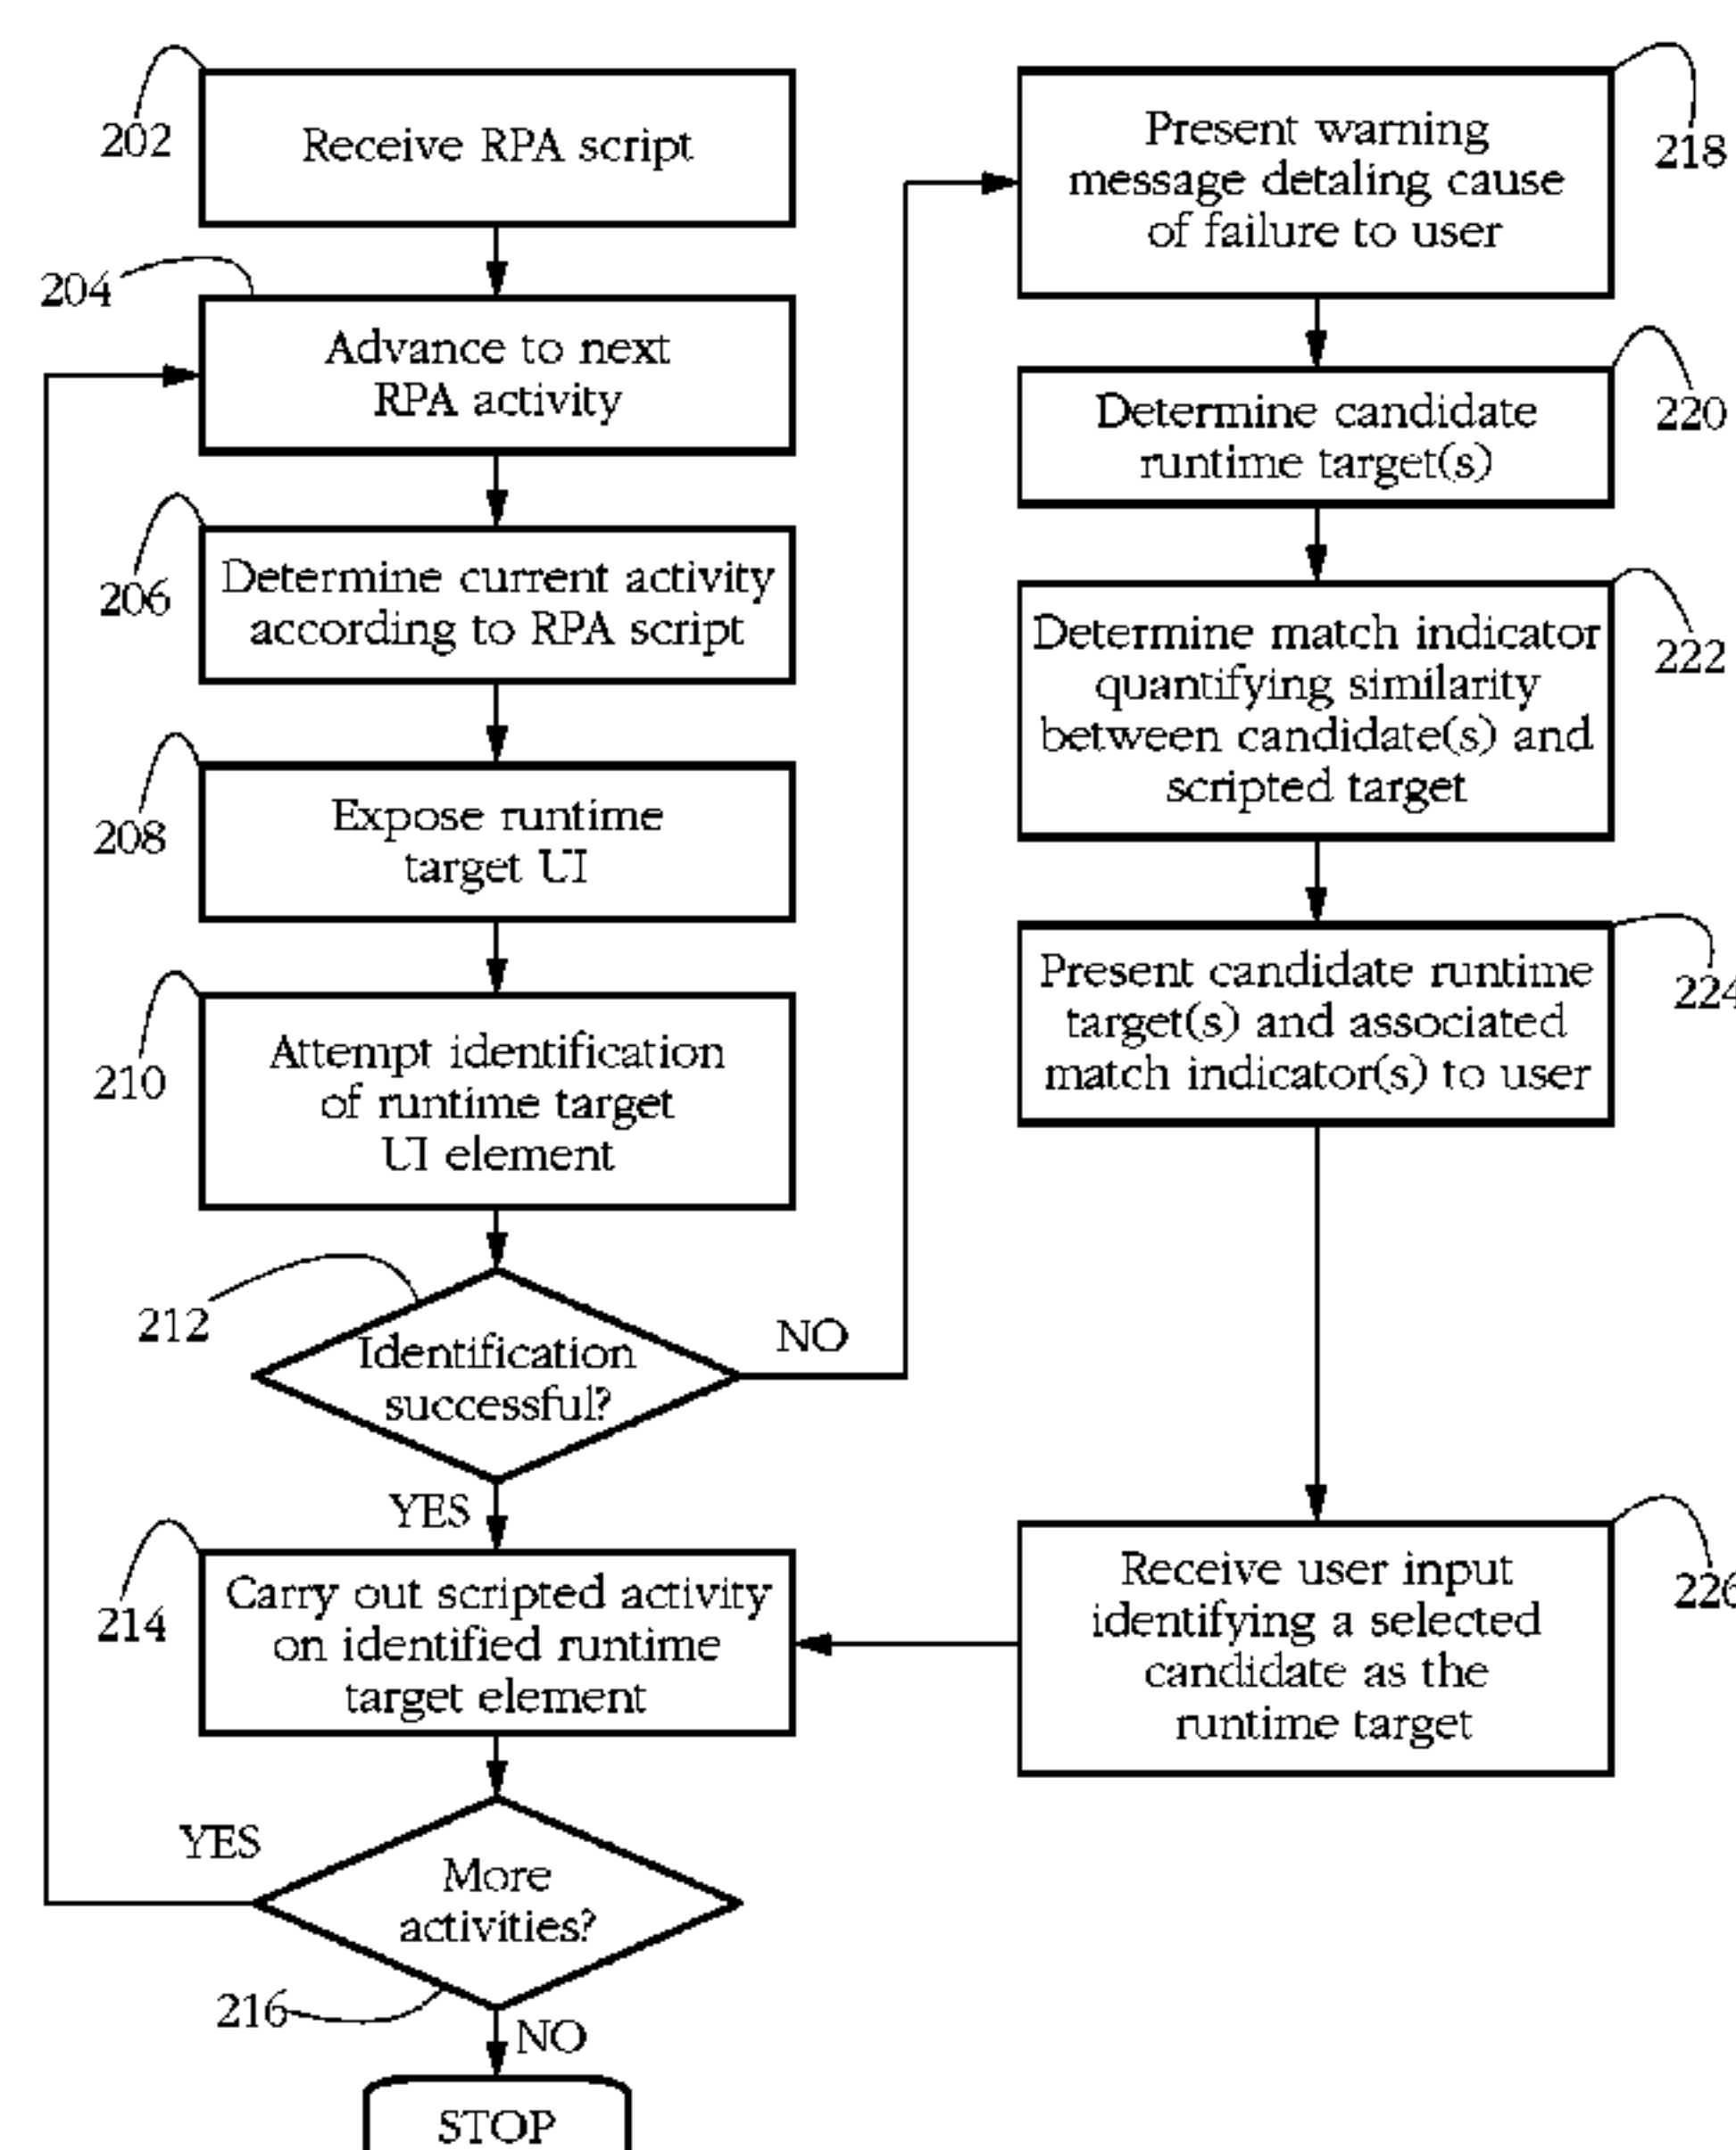 202
Receive RPA script
204
Advance to next
RPA activity
206
Determine current activity
according to RPA script
208
Expose runtime
target UI
210
Attempt identification
of runtime target
UI element
212
Identification
successful?
NO
YES
214
Carry out scripted activity
on identified runtime
target element
YES
More
activities?
216
NO
STOP
218
Present warning
message detaling cause
of failure to user
220
Determine candidate
runtime target(s)
222
Determine match indicator
quantifying similarity
between candidate(s) and
scripted target
224
Present candidate runtime
target(s) and associated
match indicator(s) to user
226
Receive user input
identifying a selected
candidate as the
runtime target